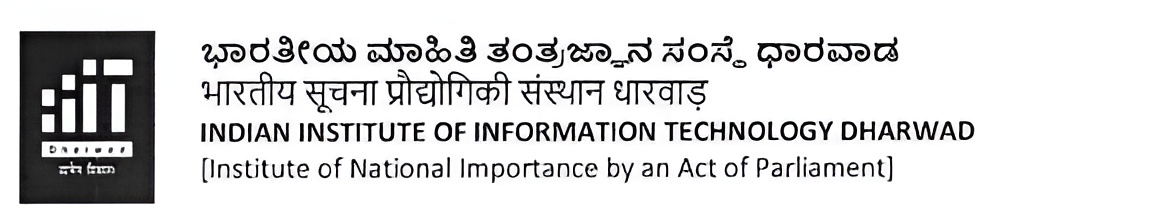 ಭಾರತೀಯ ಮಾಹಿತಿ ತಂತ್ರಜ್ಞಾನ ಸಂಸ್ಥೆ ಧಾರವಾಡ
भारतीय सूचना प्रौद्योगिकी संस्थान धारवाड़
INDIAN INSTITUTE OF INFORMATION TECHNOLOGY DHARWAD
[Institute of National Importance by an Act of Parliament]
Dharwad